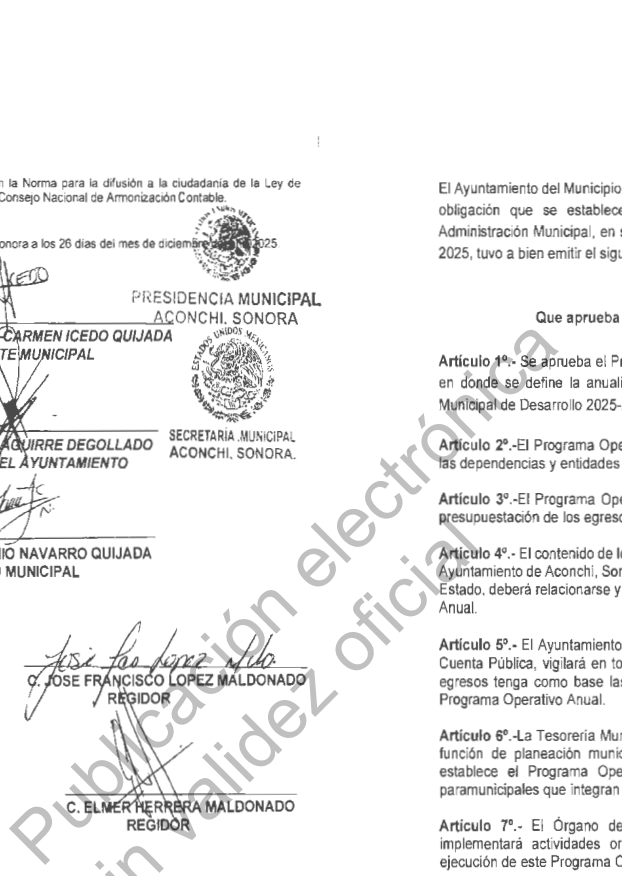 n la Norma para la difusión a la ciudadanía de la Ley de
Consejo Nacional de Armonización Contable.
onora a los 26 días del mes de diciembre 2025
PRESIDENCIA MUNICIPAL
ACONCHI, SONORA
CARMEN ICEDO QUIJADA
TE MUNICIPAL
ESTADOS UNIDOS MEXICANOS
AGUIRRE DEGOLLADO
EL AYUNTAMIENTO
SECRETARIA MUNICIPAL
ACONCHI, SONORA.
IO NAVARRO QUIJADA
O MUNICIPAL
C. JOSE FRANCISCO LOPEZ MALDONADO
REGIDOR
C. ELMER HERRERA MALDONADO
REGIDOR
El Ayuntamiento del Municipio
obligación que se establece
Administración Municipal, en s
2025, tuvo a bien emitir el sigu
Que aprueba
Artículo 1º.- Se aprueba el Pr
en donde se define la anuali
Municipal de Desarrollo 2025-
Artículo 2º.-El Programa Ope
las dependencias y entidades
Artículo 3º.-El Programa Ope
presupuestación de los egreso
Artículo 4º.- El contenido de l
Ayuntamiento de Aconchi, Son
Estado, deberá relacionarse y
Anual.
Artículo 5º.- El Ayuntamiento
Cuenta Pública, vigilará en to
egresos tenga como base las
Programa Operativo Anual.
Artículo 6º.-La Tesoreria Mun
función de planeación munic
establece el Programa Ope
paramunicipales que integran
Artículo 7º.- El Órgano de
implementará actividades or
ejecución de este Programa O
Publicación electrónica
sin validez oficial